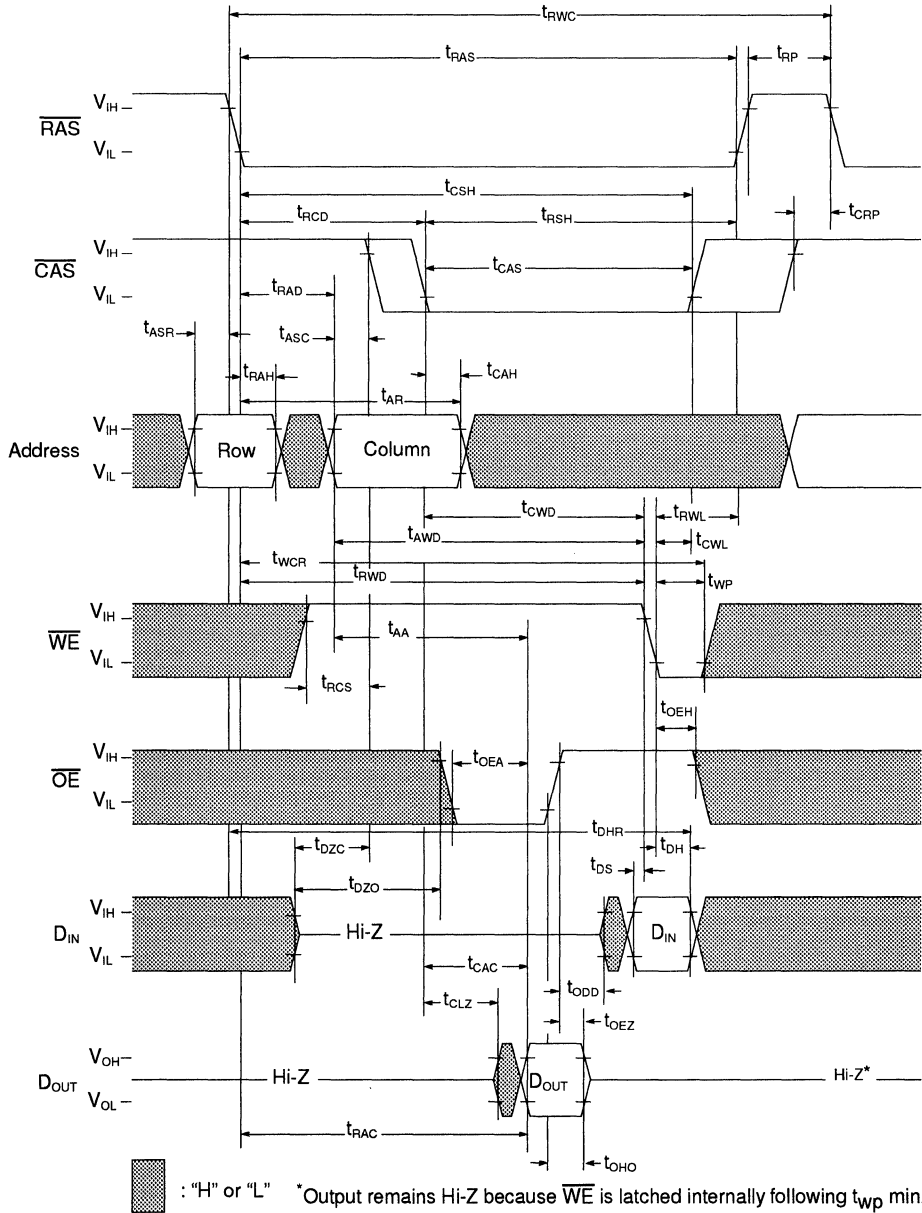 tRWC
tRAS
tRP
RAS
VIH
VIL
tCSH
tRCD
tRSH
tCRP
CAS
VIH
VIL
tCAS
tRAD
tASR
tASC
tRAH
tCAH
tAR
Address
VIH
VIL
Row
Column
tCWD
tRWL
tAWD
tCWL
tWCR
tRWD
tWP
WE
VIH
VIL
tAA
tRCS
tOEH
OE
VIH
VIL
tOEA
tDHR
tDZC
tDH
tDS
tDZO
DIN
VIH
VIL
Hi-Z
DIN
tCAC
tODD
tCLZ
tOEZ
DOUT
VOH
VOL
Hi-Z
DOUT
Hi-Z*
tRAC
tOHO
: "H" or "L" *Output remains Hi-Z because WE is latched internally following twp min